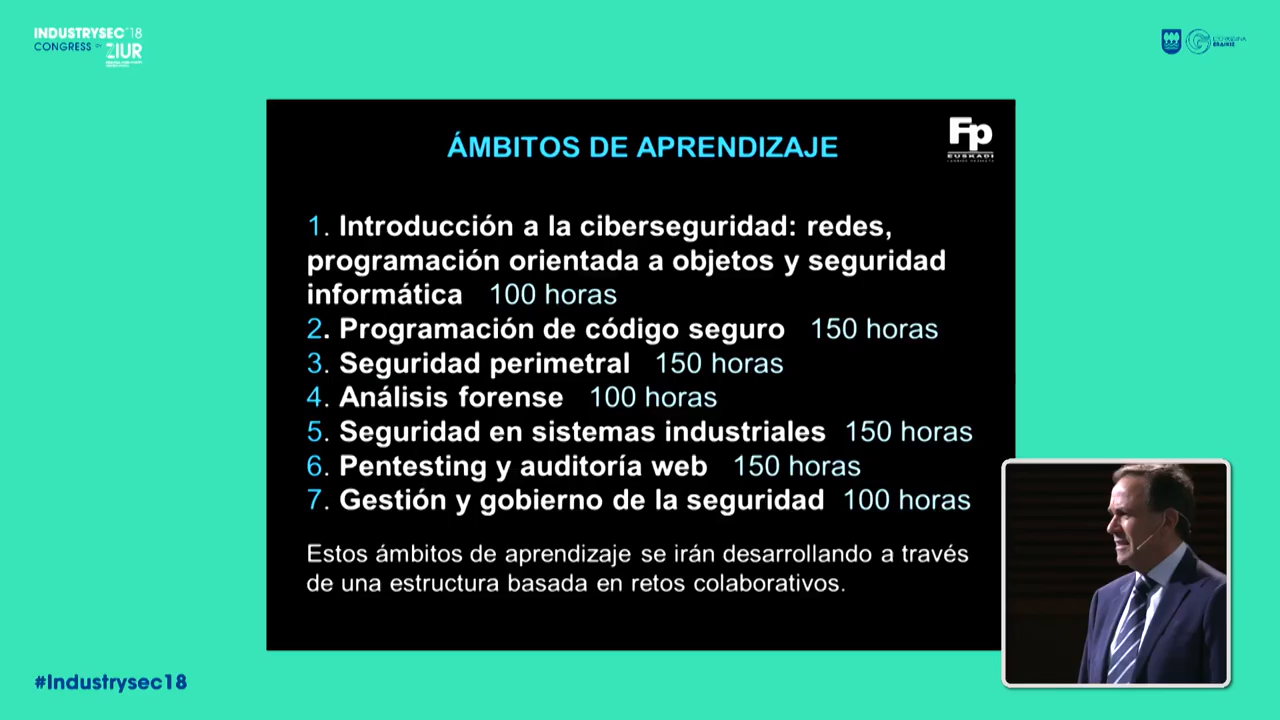 INDUSTRYSEC'18
CONGRESS BY ZIUR
ÁMBITOS DE APRENDIZAJE
Fp
EUSKADI
1. Introducción a la ciberseguridad: redes,
programación orientada a objetos y seguridad
informática 100 horas
2. Programación de código seguro 150 horas
3. Seguridad perimetral 150 horas
4. Análisis forense 100 horas
5. Seguridad en sistemas industriales 150 horas
6. Pentesting y auditoría web 150 horas
7. Gestión y gobierno de la seguridad 100 horas
Estos ámbitos de aprendizaje se irán desarrollando a través
de una estructura basada en retos colaborativos.
#Industrysec18